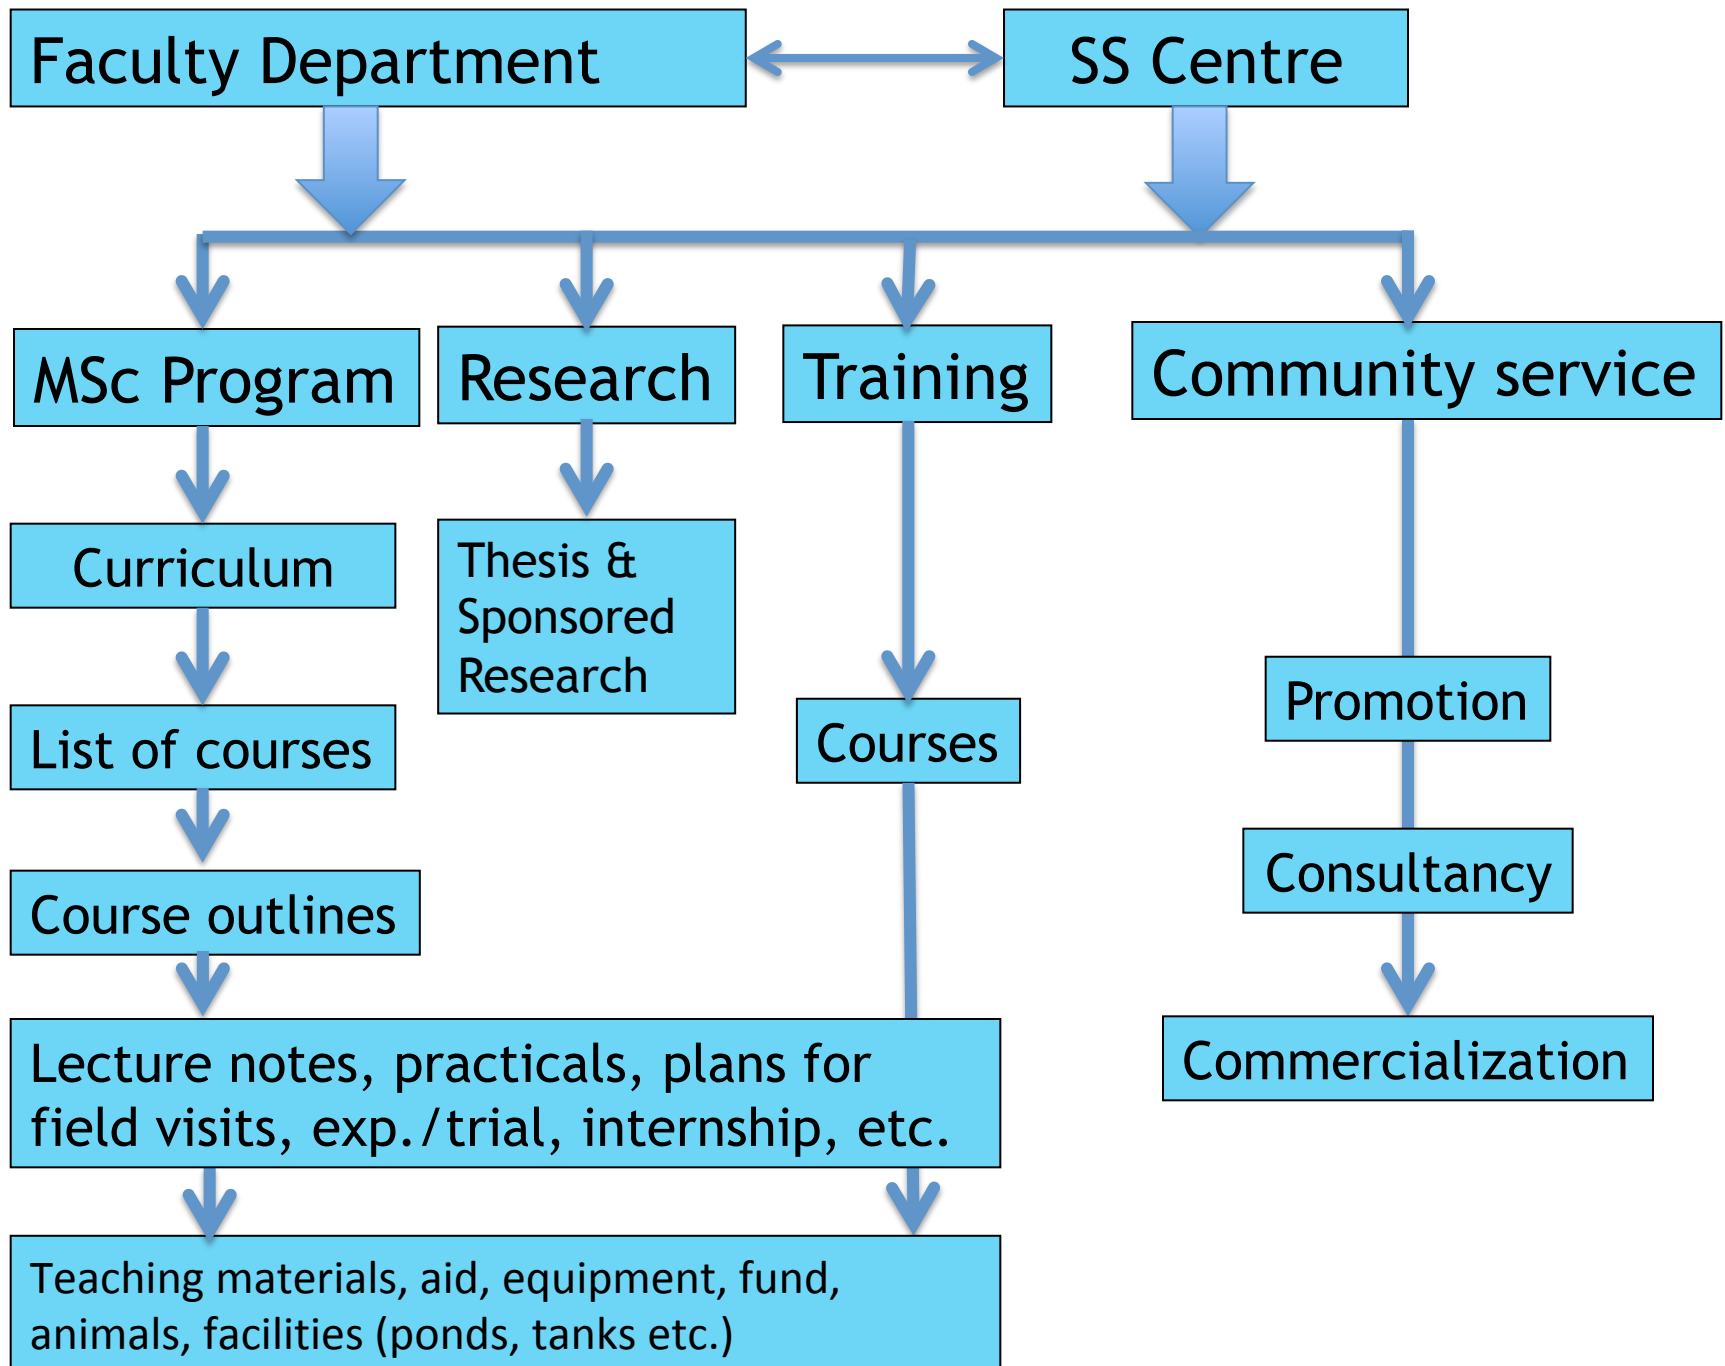 Faculty Department
SS Centre
MSc Program
Research
Training
Community service
Curriculum
Thesis &
Sponsored
Research
List of courses
Courses
Promotion
Course outlines
Consultancy
Lecture notes, practicals, plans for
field visits, exp./trial, internship, etc.
Commercialization
Teaching materials, aid, equipment, fund,
animals, facilities (ponds, tanks etc.)